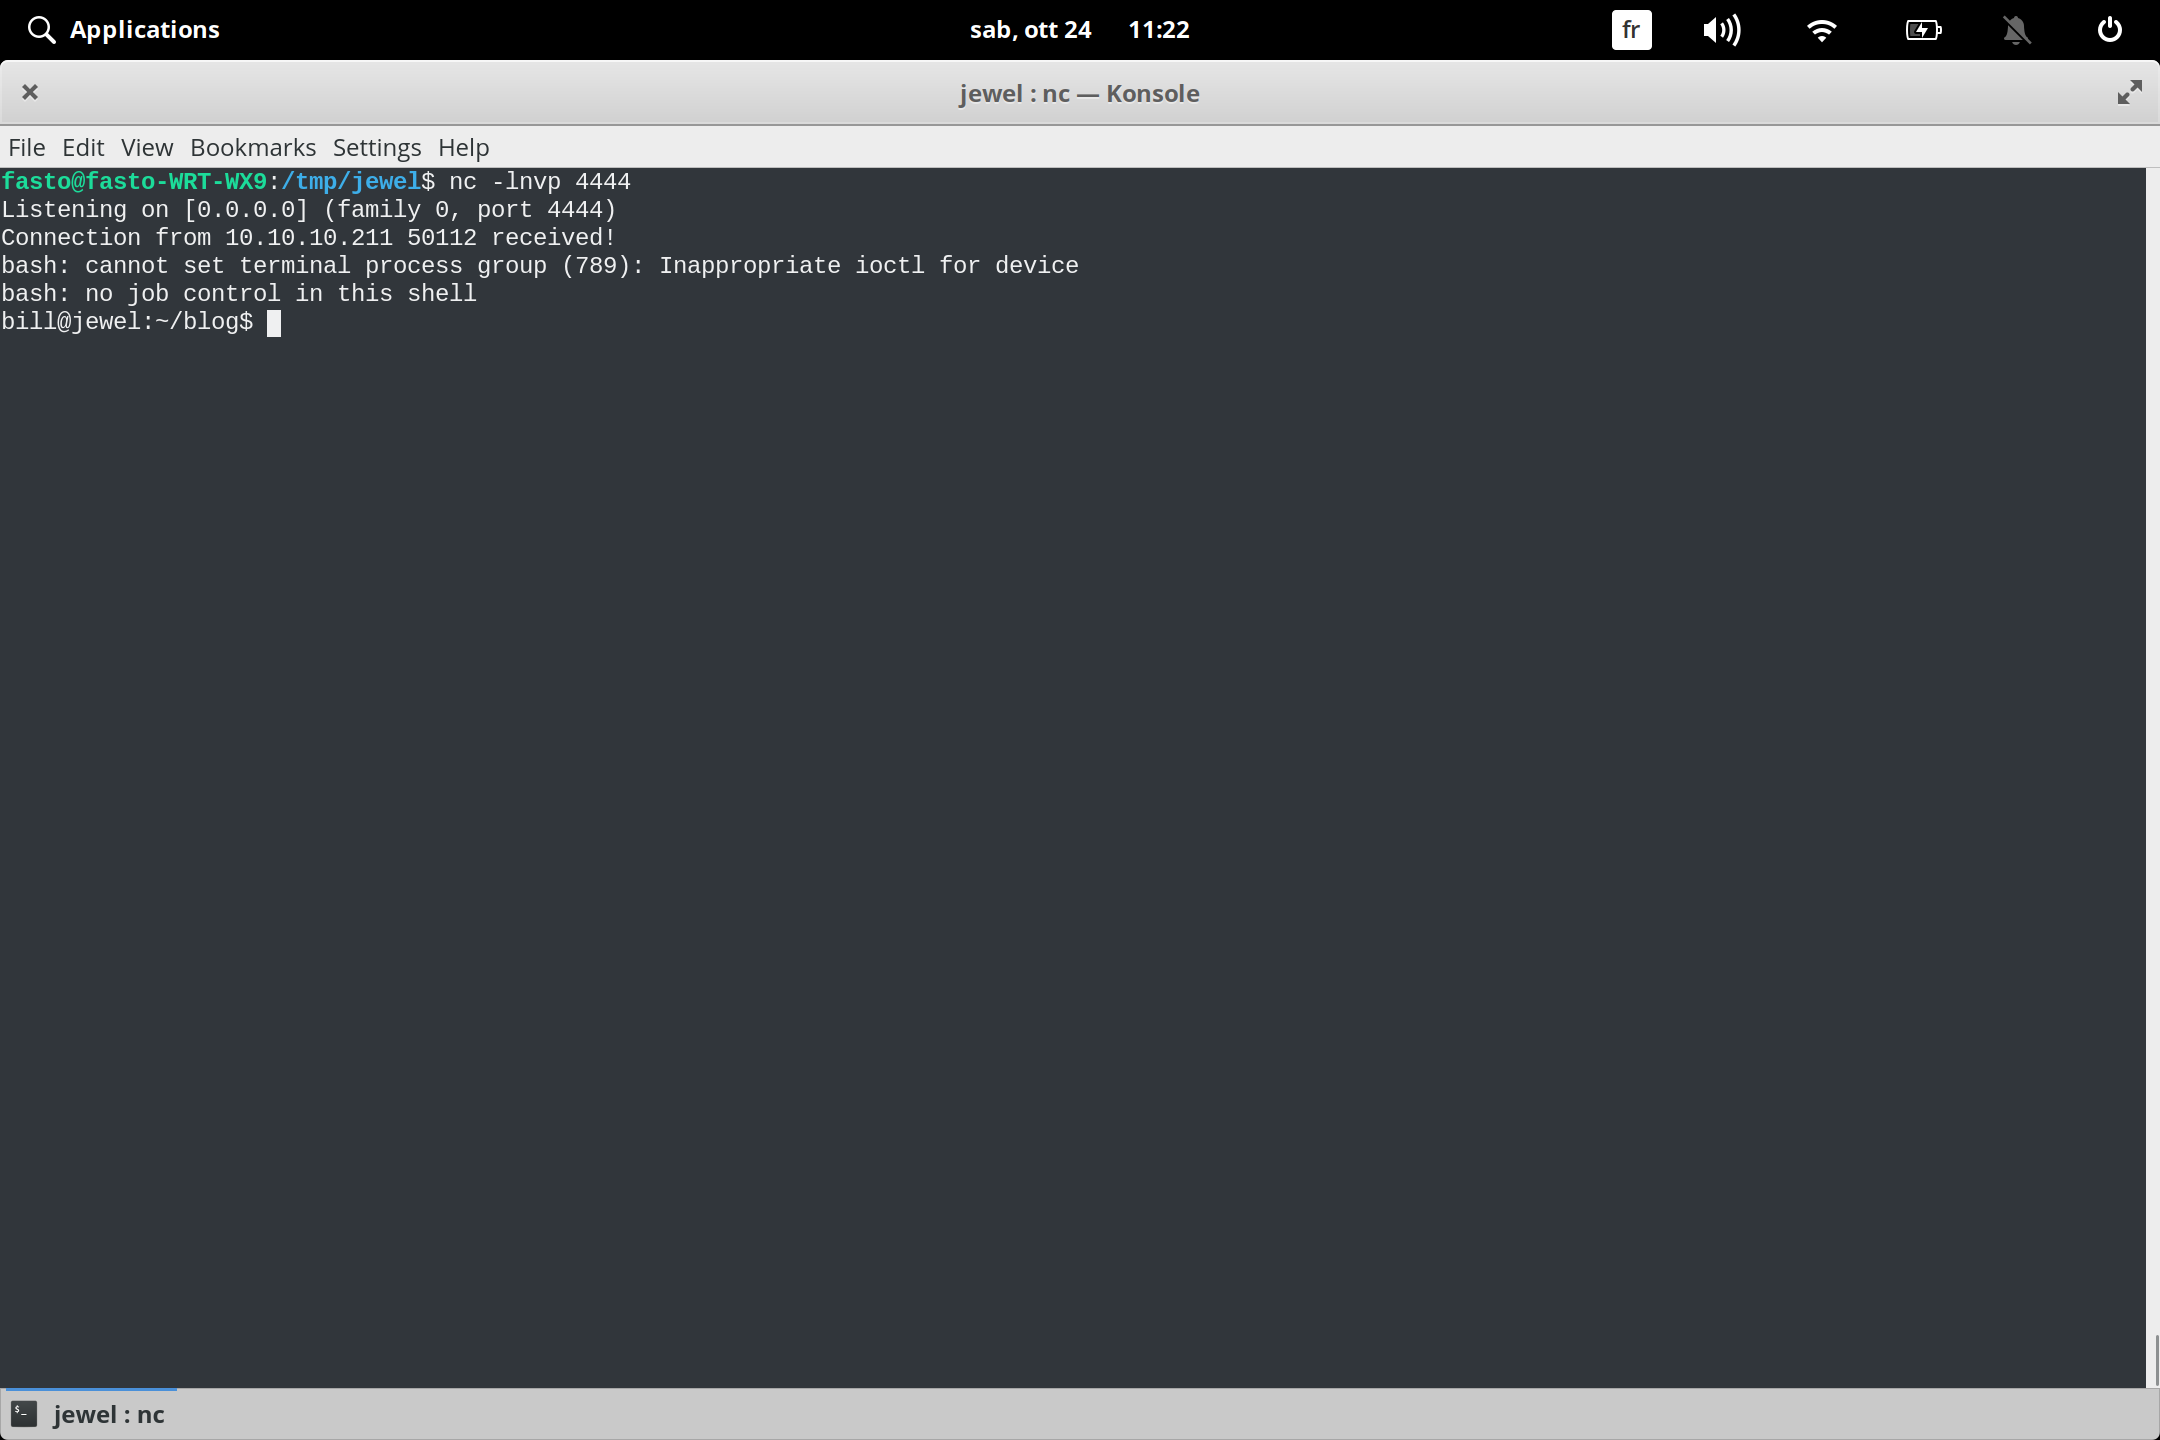 Applications sab, ott 24 11:22 fr
jewel : nc — Konsole
File Edit View Bookmarks Settings Help
fasto@fasto-WRT-WX9:/tmp/jewel$ nc -lnvp 4444
Listening on [0.0.0.0] (family 0, port 4444)
Connection from 10.10.10.211 50112 received!
bash: cannot set terminal process group (789): Inappropriate ioctl for device
bash: no job control in this shell
bill@jewel:~/blog$
$_ jewel : nc